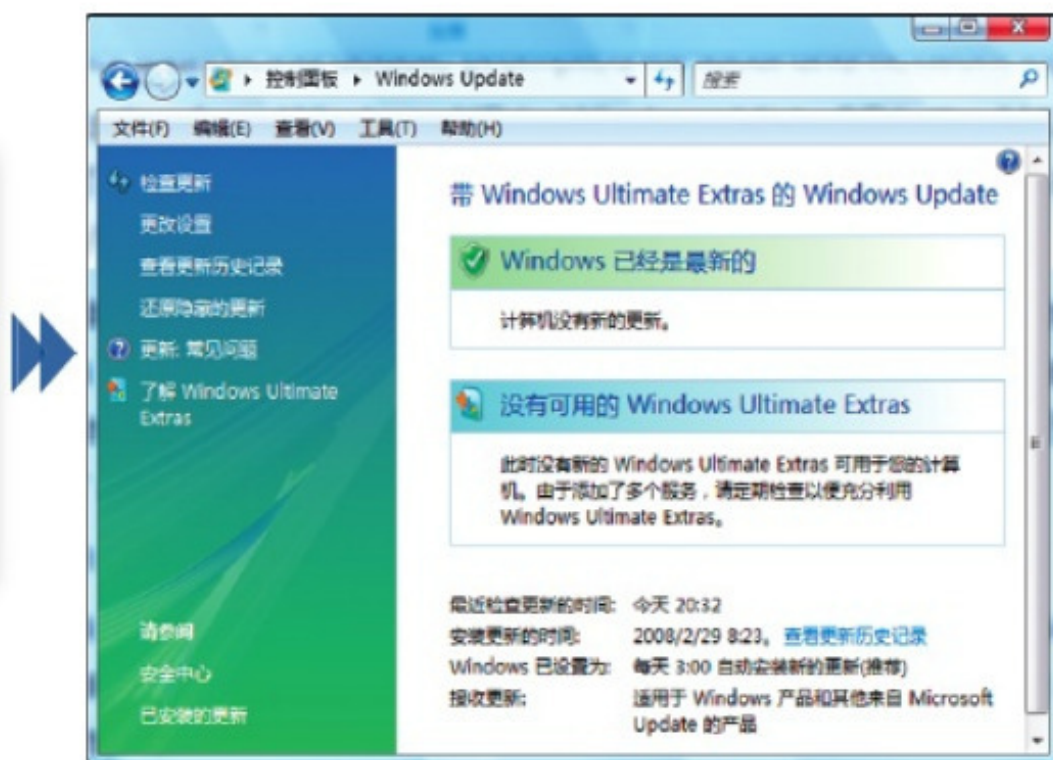 控制面板 ▸ Windows Update
搜索
文件(F) 编辑(E) 查看(V) 工具(T) 帮助(H)
检查更新
更改设置
查看更新历史记录
还原隐藏的更新
更新: 常见问题
了解 Windows Ultimate
Extras
请参阅
安全中心
已安装的更新
带 Windows Ultimate Extras 的 Windows Update
Windows 已经是最新的
计算机没有新的更新。
没有可用的 Windows Ultimate Extras
此时没有新的 Windows Ultimate Extras 可用于您的计算
机。由于添加了多个服务，请定期检查以便充分利用
Windows Ultimate Extras。
最近检查更新的时间: 今天 20:32
安装更新的时间: 2008/2/29 8:23。 查看更新历史记录
Windows 已设置为: 每天 3:00 自动安装新的更新(推荐)
接收更新: 适用于 Windows 产品和其他来自 Microsoft
Update 的产品